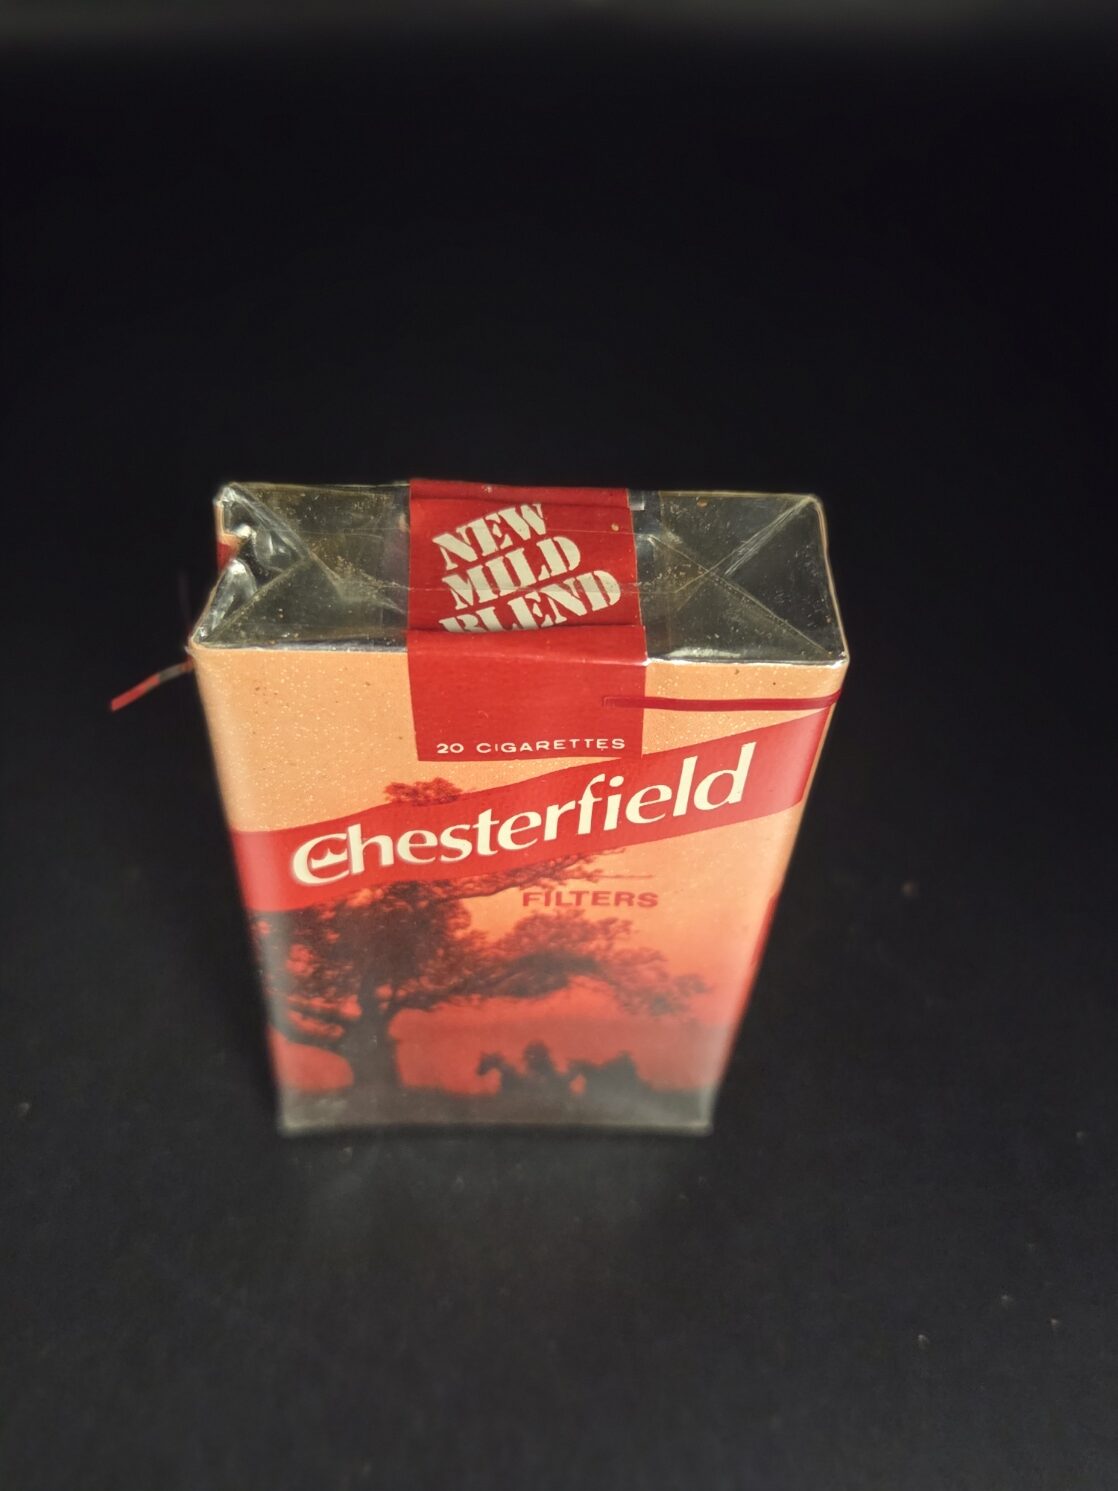 NEW
MILD
BLEND
20 CIGARETTES
Chesterfield
FILTERS